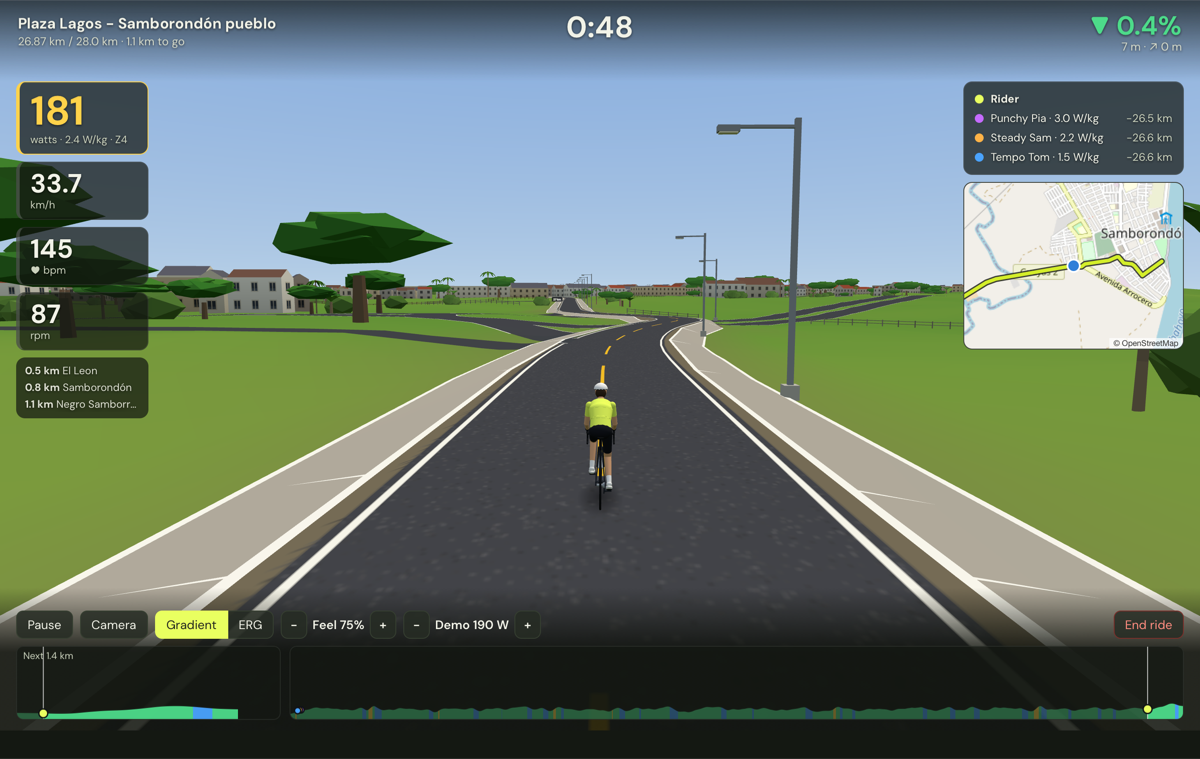 Plaza Lagos - Samborondón pueblo
26.87 km / 28.0 km · 1.1 km to go
0:48
▼ 0.4%
7 m · ↗ 0 m
181
watts · 2.4 W/kg · Z4
33.7
km/h
145
♥ bpm
87
rpm
0.5 km El Leon
0.8 km Samborondón
1.1 km Negro Samborr...
Rider
Punchy Pia · 3.0 W/kg -26.5 km
Steady Sam · 2.2 W/kg -26.6 km
Tempo Tom · 1.5 W/kg -26.6 km
Samborondó
Avenida Arrocero
© OpenStreetMap
Pause
Camera
Gradient
ERG
- Feel 75% +
- Demo 190 W +
End ride
Next 1.4 km